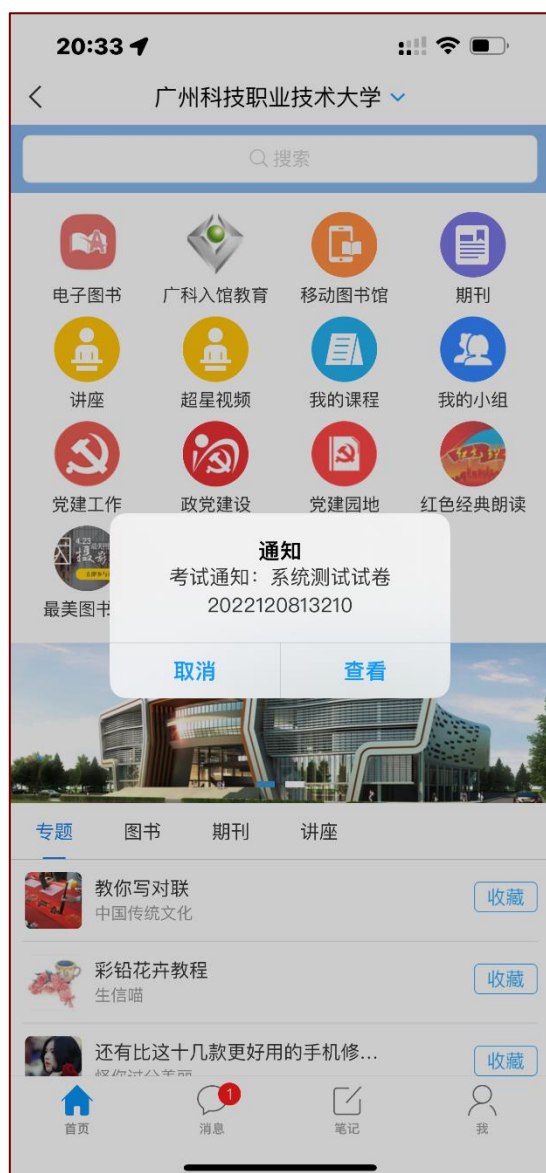 20:33
广州科技职业技术大学
搜索
电子图书 广科入馆教育 移动图书馆 期刊
讲座 超星视频 我的课程 我的小组
党建工作 政党建设 党建园地 红色经典朗读
最美图书
通知
考试通知：系统测试试卷
2022120813210
取消 查看
专题 图书 期刊 讲座
教你写对联
中国传统文化
收藏
彩铅花卉教程
生信喵
收藏
还有比这十几款更好用的手机修...
收藏
1
首页 消息 笔记 我